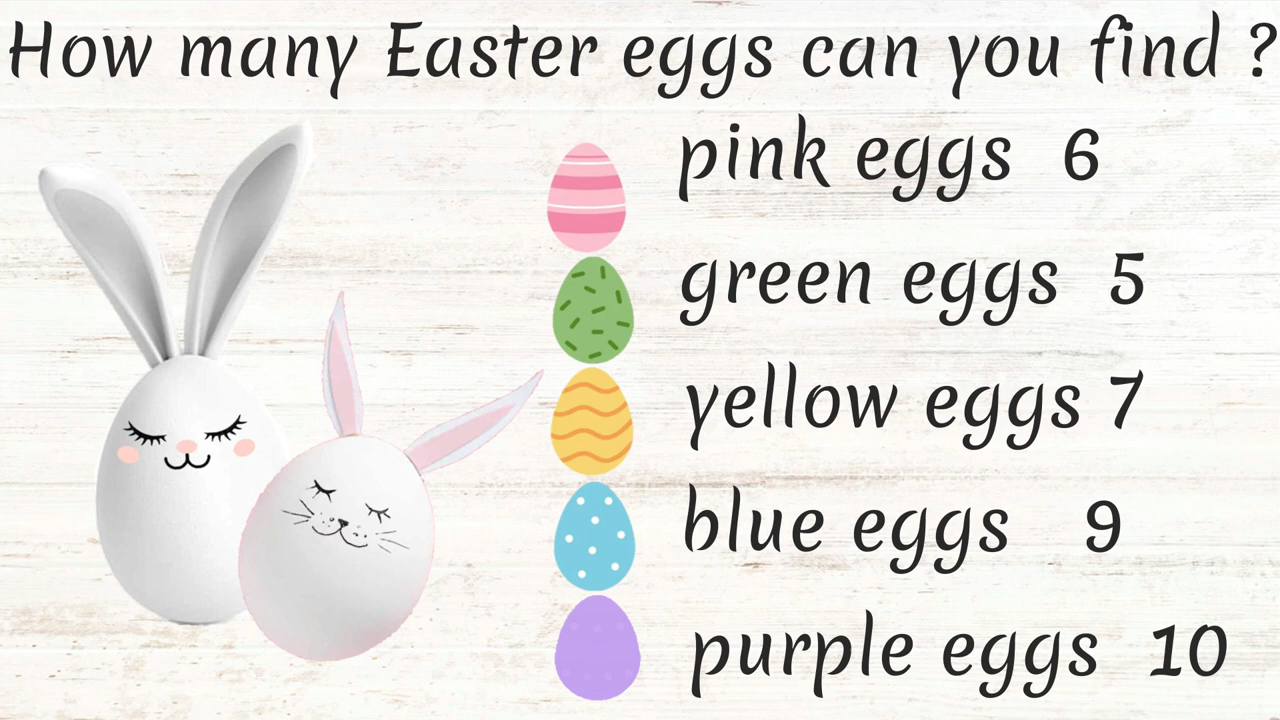 How many Easter eggs can you find ?
pink eggs 6
green eggs 5
yellow eggs 7
blue eggs 9
purple eggs 10